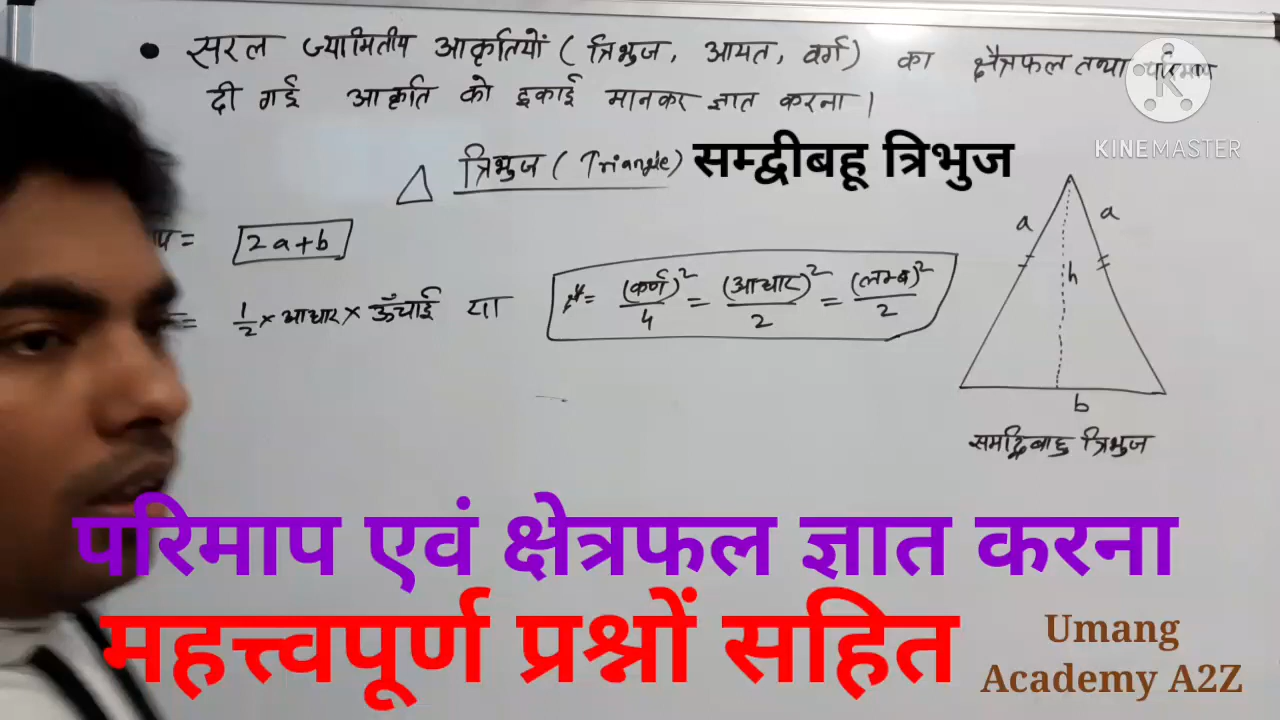 • सरल ज्यामितीय आकृतियों ( त्रिभुज, आयत, वर्ग) का क्षैत्रफल तथा परिमाप
दी गई आकृति को इकाई मानकर ज्ञात करना।
KINEMASTER
त्रिभुज ( Triangle) सम्द्वीबहू त्रिभुज
= 2a+b
= 1/2 × आधार × ऊँचाई या = (कर्ण)²/4 = (आधार)²/2 = (लम्ब)²/2
a a
h
b
समद्विबाहु त्रिभुज
परिमाप एवं क्षेत्रफल ज्ञात करना
महत्त्वपूर्ण प्रश्नों सहित
Umang
Academy A2Z